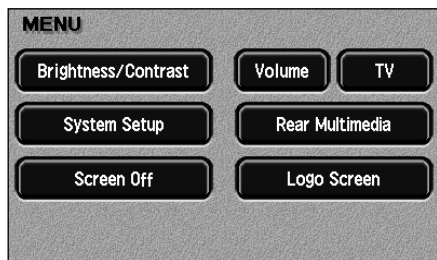 MENU
Brightness/Contrast Volume TV
System Setup Rear Multimedia
Screen Off Logo Screen